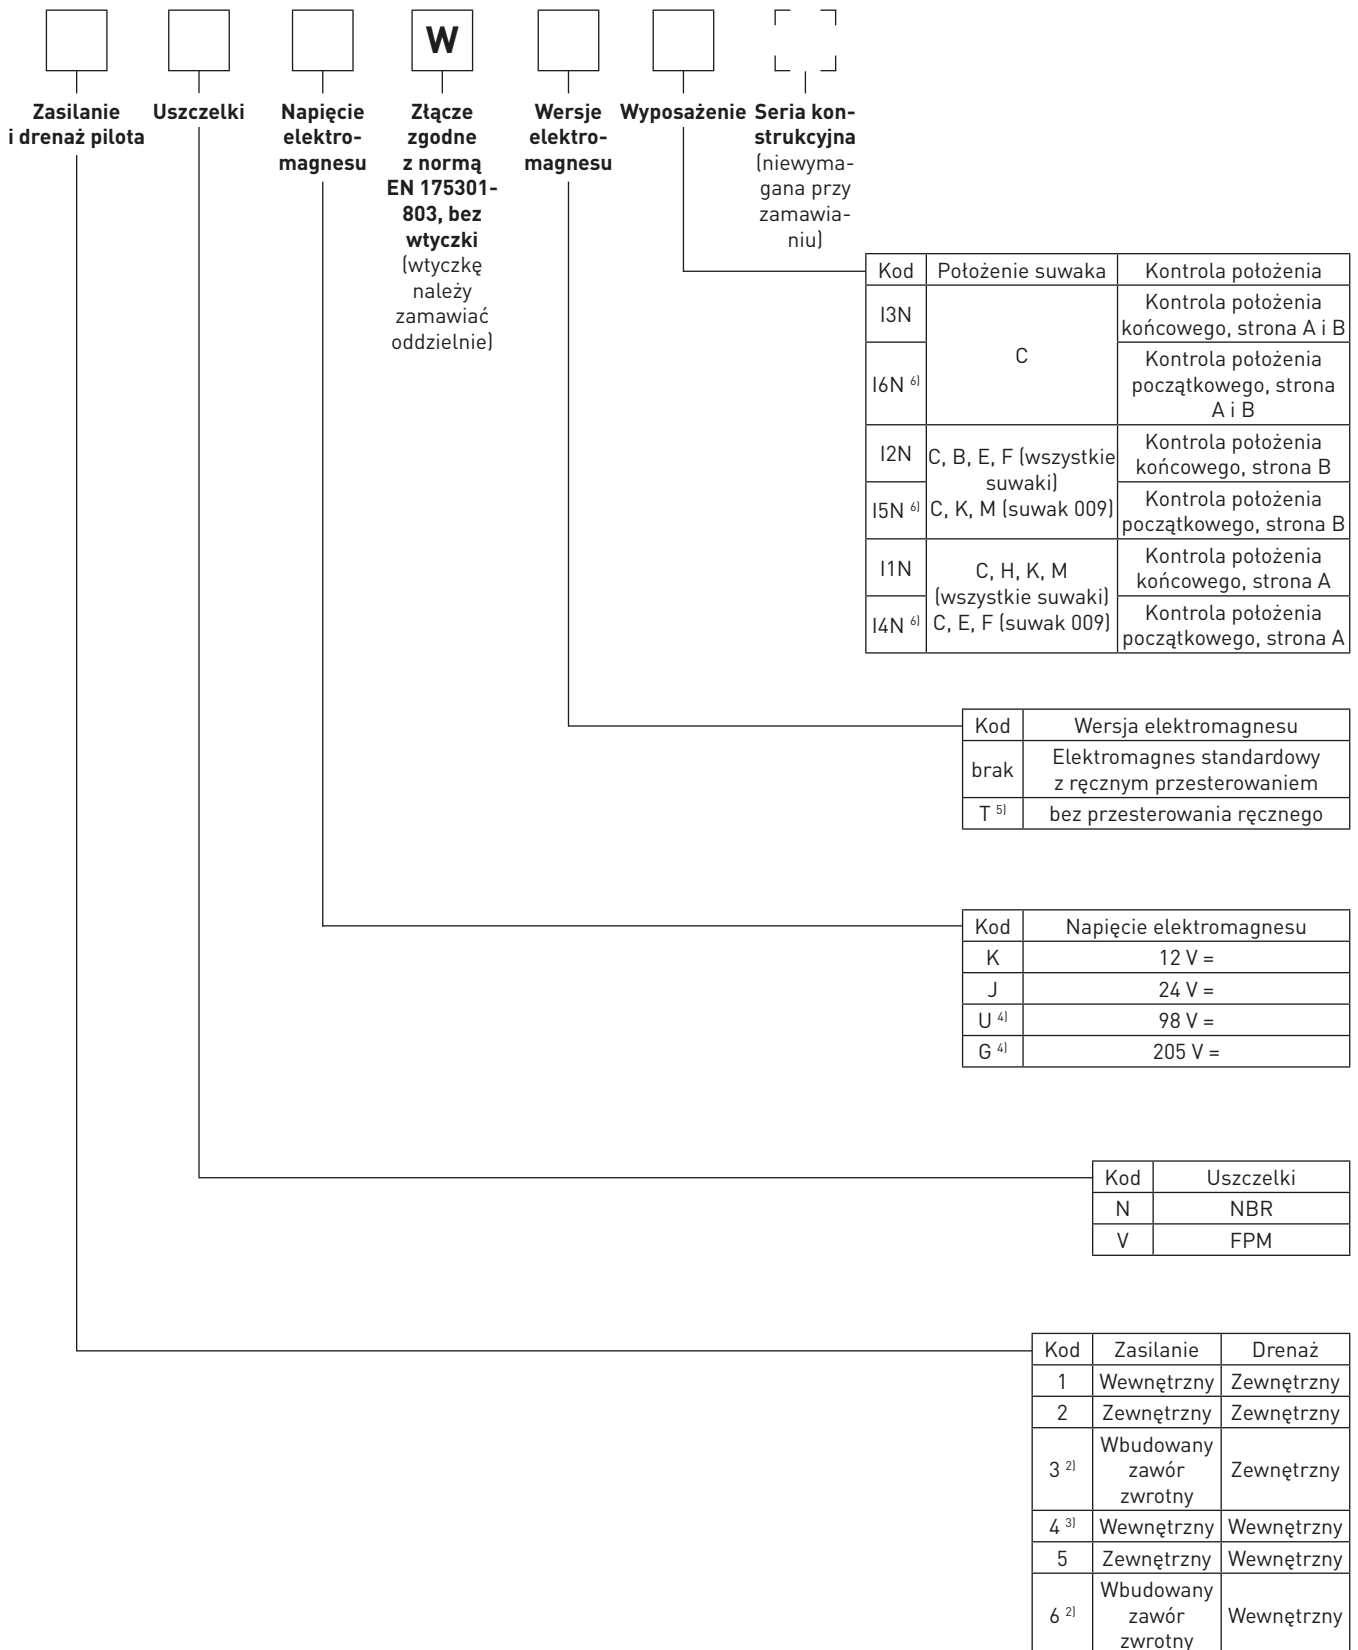 W
Zasilanie
i drenaż pilota
Uszczelki
Napięcie
elektro-
magnesu
Złącze
zgodne
z normą
EN 175301-
803, bez
wtyczki
(wtyczkę
należy
zamawiać
oddzielnie)
Wersje
elektro-
magnesu
Wyposażenie
Seria kon-
strukcyjna
(niewyma-
gana przy
zamawia-
niu)
Kod Położenie suwaka Kontrola położenia
I3N
C
Kontrola położenia
końcowego, strona A i B
I6N 6)
Kontrola położenia
początkowego, strona
A i B
I2N
C, B, E, F (wszystkie
suwaki)
C, K, M (suwak 009)
Kontrola położenia
końcowego, strona B
I5N 6)
Kontrola położenia
początkowego, strona B
I1N
C, H, K, M
(wszystkie suwaki)
C, E, F (suwak 009)
Kontrola położenia
końcowego, strona A
I4N 6)
Kontrola położenia
początkowego, strona A
Kod Wersja elektromagnesu
brak
Elektromagnes standardowy
z ręcznym przesterowaniem
T 5) bez przesterowania ręcznego
Kod Napięcie elektromagnesu
K 12 V =
J 24 V =
U 4) 98 V =
G 4) 205 V =
Kod Uszczelki
N NBR
V FPM
Kod Zasilanie Drenaż
1 Wewnętrzny Zewnętrzny
2 Zewnętrzny Zewnętrzny
3 2)
Wbudowany
zawór
zwrotny
Zewnętrzny
4 3) Wewnętrzny Wewnętrzny
5 Zewnętrzny Wewnętrzny
6 2)
Wbudowany
zawór
zwrotny
Wewnętrzny